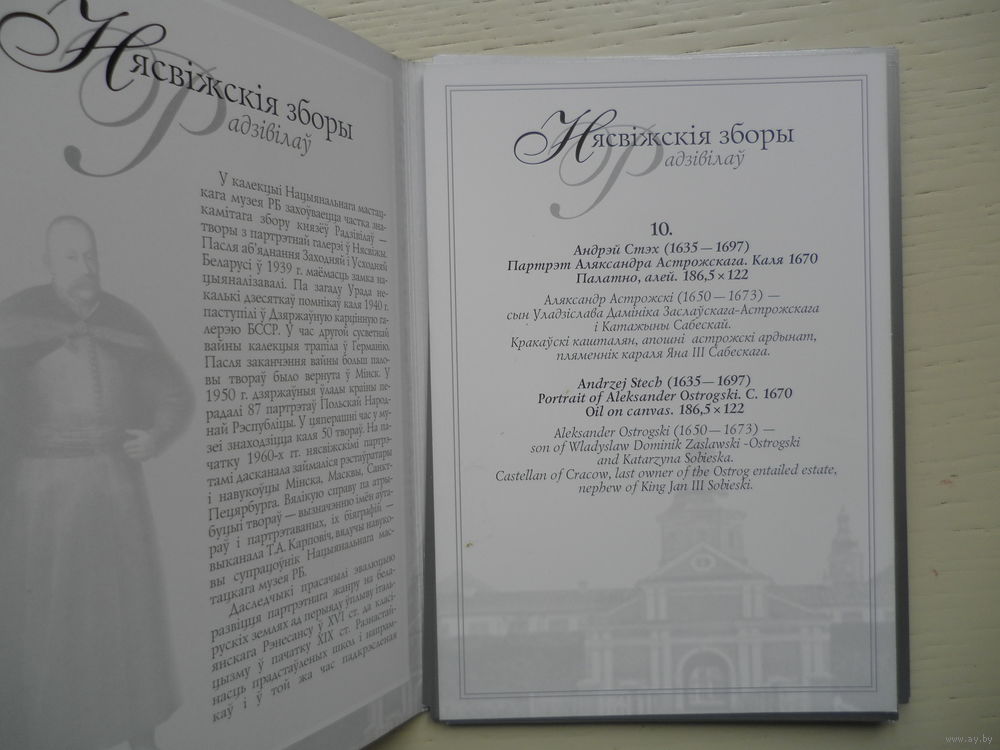 Нясвіжскія зборы
Радзівілаў
У калекцыі Нацыянальнага мастац-
кага музея РБ захоўваецца частка зна-
камітага збору князёў Радзівілаў —
творы з партрэтнай галерэі ў Нясвіжы.
Пасля аб'яднання Заходняй і Усходняй
Беларусі ў 1939 г. маёмасць замка на-
цыяналізавалі. Па загаду Урада не-
калькі дзесяткаў помнікаў каля 1940 г.
паступілі ў Дзяржаўную карцінную га-
лерэю БССР. У час другой сусветнай
вайны калекцыя трапіла ў Германію.
Пасля заканчэння вайны больш пало-
вы твораў было вернута ў Мінск. У
1950 г. дзяржаўныя ўлады краіны пе-
радалі 87 партрэтаў Польскай Народ-
най Рэспубліцы. У цяперашні час у му-
зеі знаходзіцца каля 50 твораў. На па-
чатку 1960-х гг. нясвіжскімі партрэ-
тамі дасканала займаліся рэстаўратары
і навукоўцы Мінска, Масквы, Санкт-
Пецярбурга. Вялікую справу па атры-
буцыі твораў — вызначэнню імён аўта-
раў і партрэтаваных, іх біяграфій —
выканала Т.А. Карповіч, вядучы навуко-
вы супрацоўнік Нацыянальнага мас-
тацкага музея РБ.
Даследчыкі прасачылі эвалюцыю
развіцця партрэтнага жанру на бела-
рускіх землях ад перыяду ўплыву італь-
янскага Рэнесансу ў XVI ст. да класі-
цызму ў пачатку XIX ст. Разнастай-
насць прадстаўленых школ і напрам-
каў і ў той жа час падкрэсленая
Нясвіжскія зборы
Радзівілаў
10.
Андрэй Стэх (1635 — 1697)
Партрэт Аляксандра Астрожскага. Каля 1670
Палатно, алей. 186,5 × 122
Аляксандр Астрожскі (1650 — 1673) —
сын Уладзіслава Дамініка Заслаўскага-Астрожскага
і Катажыны Сабескай.
Кракаўскі кашталян, апошні астрожскі ардынат,
пляменнік караля Яна III Сабескага.
Andrzej Stech (1635 — 1697)
Portrait of Aleksander Ostrogski. C. 1670
Oil on canvas. 186,5 × 122
Aleksander Ostrogski (1650 — 1673) —
son of Wladyslaw Dominik Zaslawski -Ostrogski
and Katarzyna Sobieska.
Castellan of Cracow, last owner of the Ostrog entailed estate,
nephew of King Jan III Sobieski.
www.ay.by